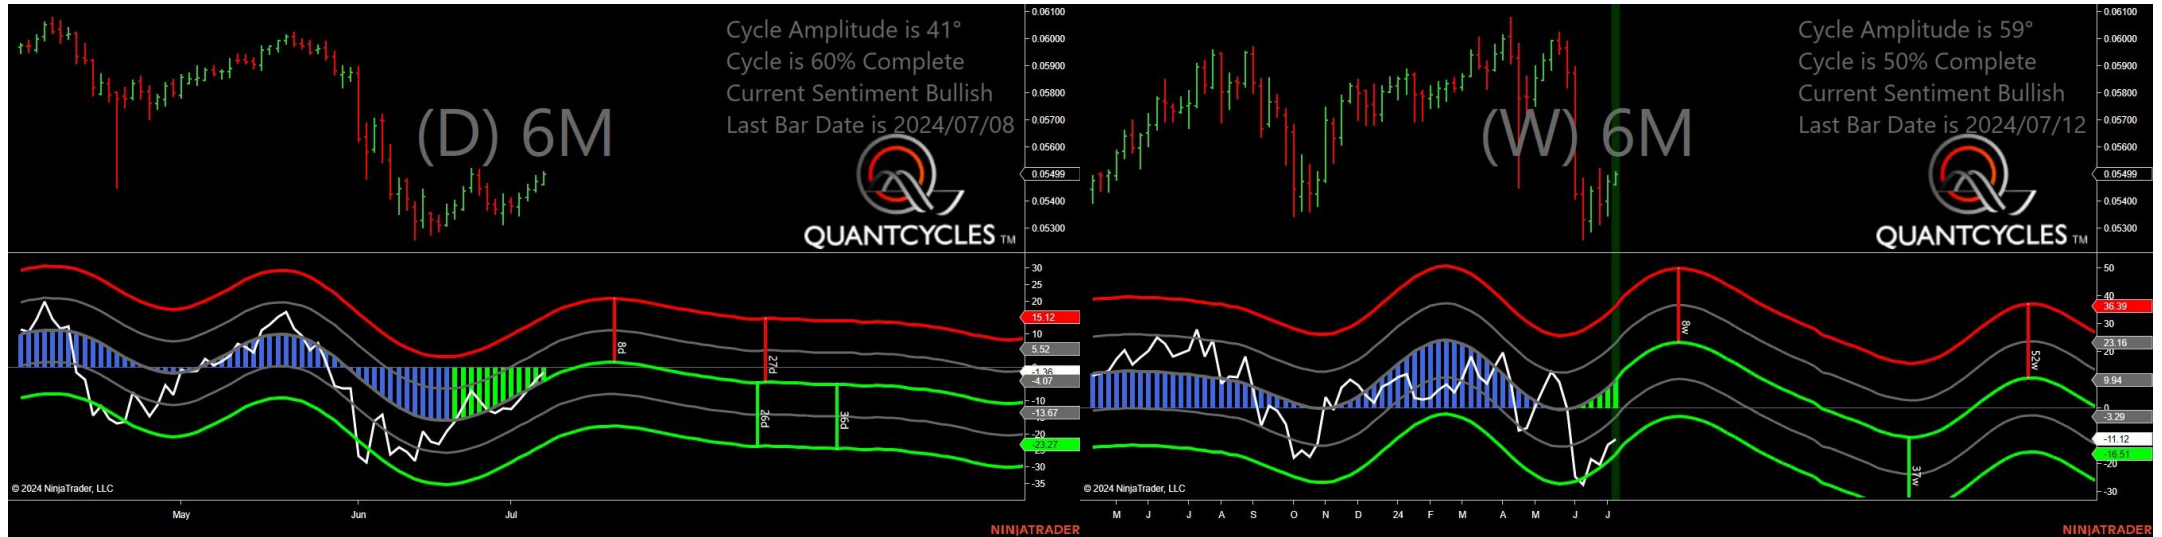 Cycle Amplitude is 41°
Cycle is 60% Complete
Current Sentiment Bullish
Last Bar Date is 2024/07/08
(D) 6M
QUANTCYCLES TM
0.06100
0.06000
0.05900
0.05800
0.05700
0.05600
0.05499
0.05400
0.05300
30
25
20
15.12
10
5.52
-1.36
-4.07
-10
-13.67
-20
-23.27
-30
-35
8d
27d
26d
36d
© 2024 NinjaTrader, LLC
May
Jun
Jul
NINJATRADER
Cycle Amplitude is 59°
Cycle is 50% Complete
Current Sentiment Bullish
Last Bar Date is 2024/07/12
(W) 6M
QUANTCYCLES TM
0.06100
0.06000
0.05900
0.05800
0.05700
0.05600
0.05499
0.05400
0.05300
50
40
36.39
30
23.16
20
9.94
0
-3.29
-11.12
-16.51
-20
-30
8w
52w
37w
© 2024 NinjaTrader, LLC
M J J A S O N D 24 F M A M J J
NINJATRADER